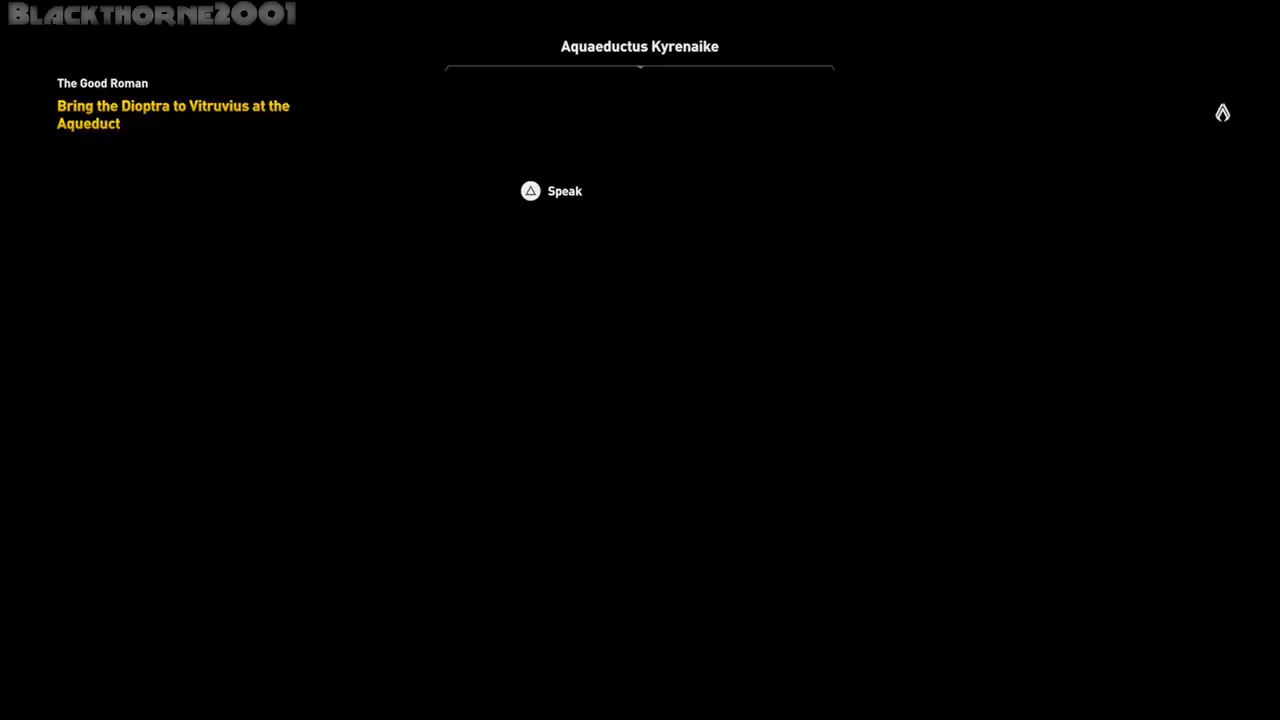 BLACKTHORNE2001
Aquaeductus Kyrenaike
The Good Roman
Bring the Dioptra to Vitruvius at the
Aqueduct
Speak